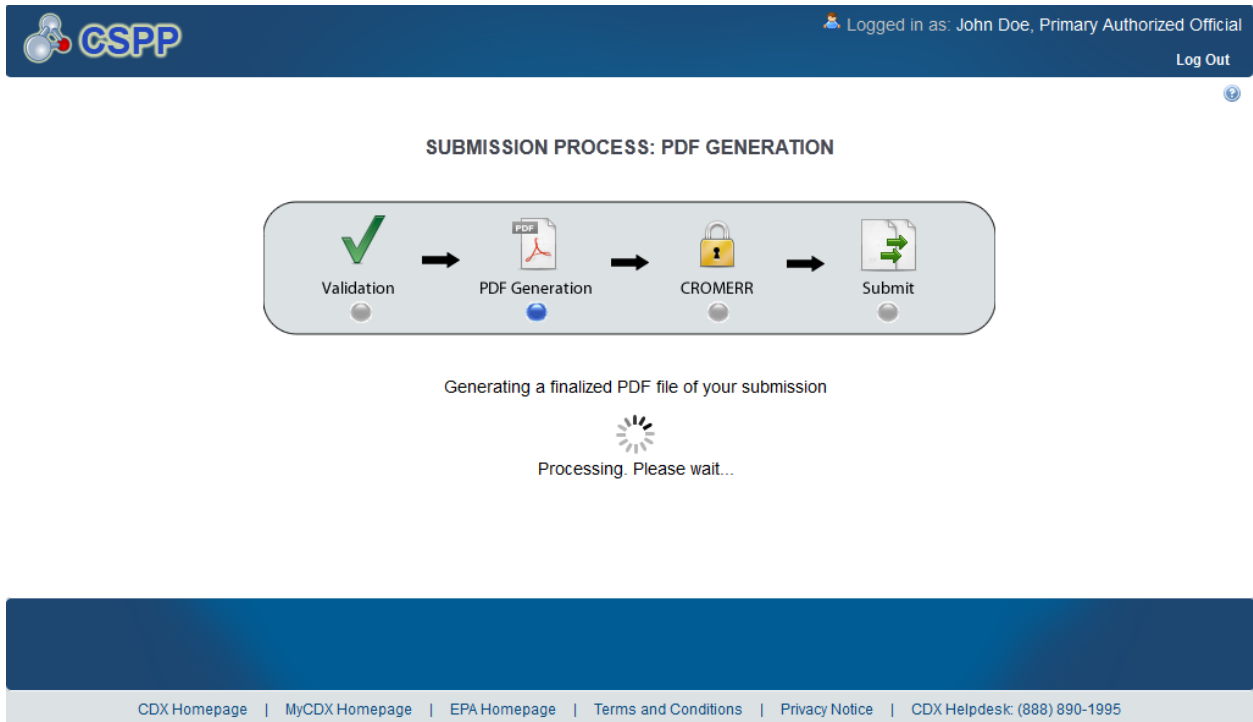 CSPP
Logged in as: John Doe, Primary Authorized Official
Log Out
SUBMISSION PROCESS: PDF GENERATION
PDF
Validation
PDF Generation
CROMERR
Submit
Generating a finalized PDF file of your submission
Processing. Please wait...
CDX Homepage | MyCDX Homepage | EPA Homepage | Terms and Conditions | Privacy Notice | CDX Helpdesk: (888) 890-1995